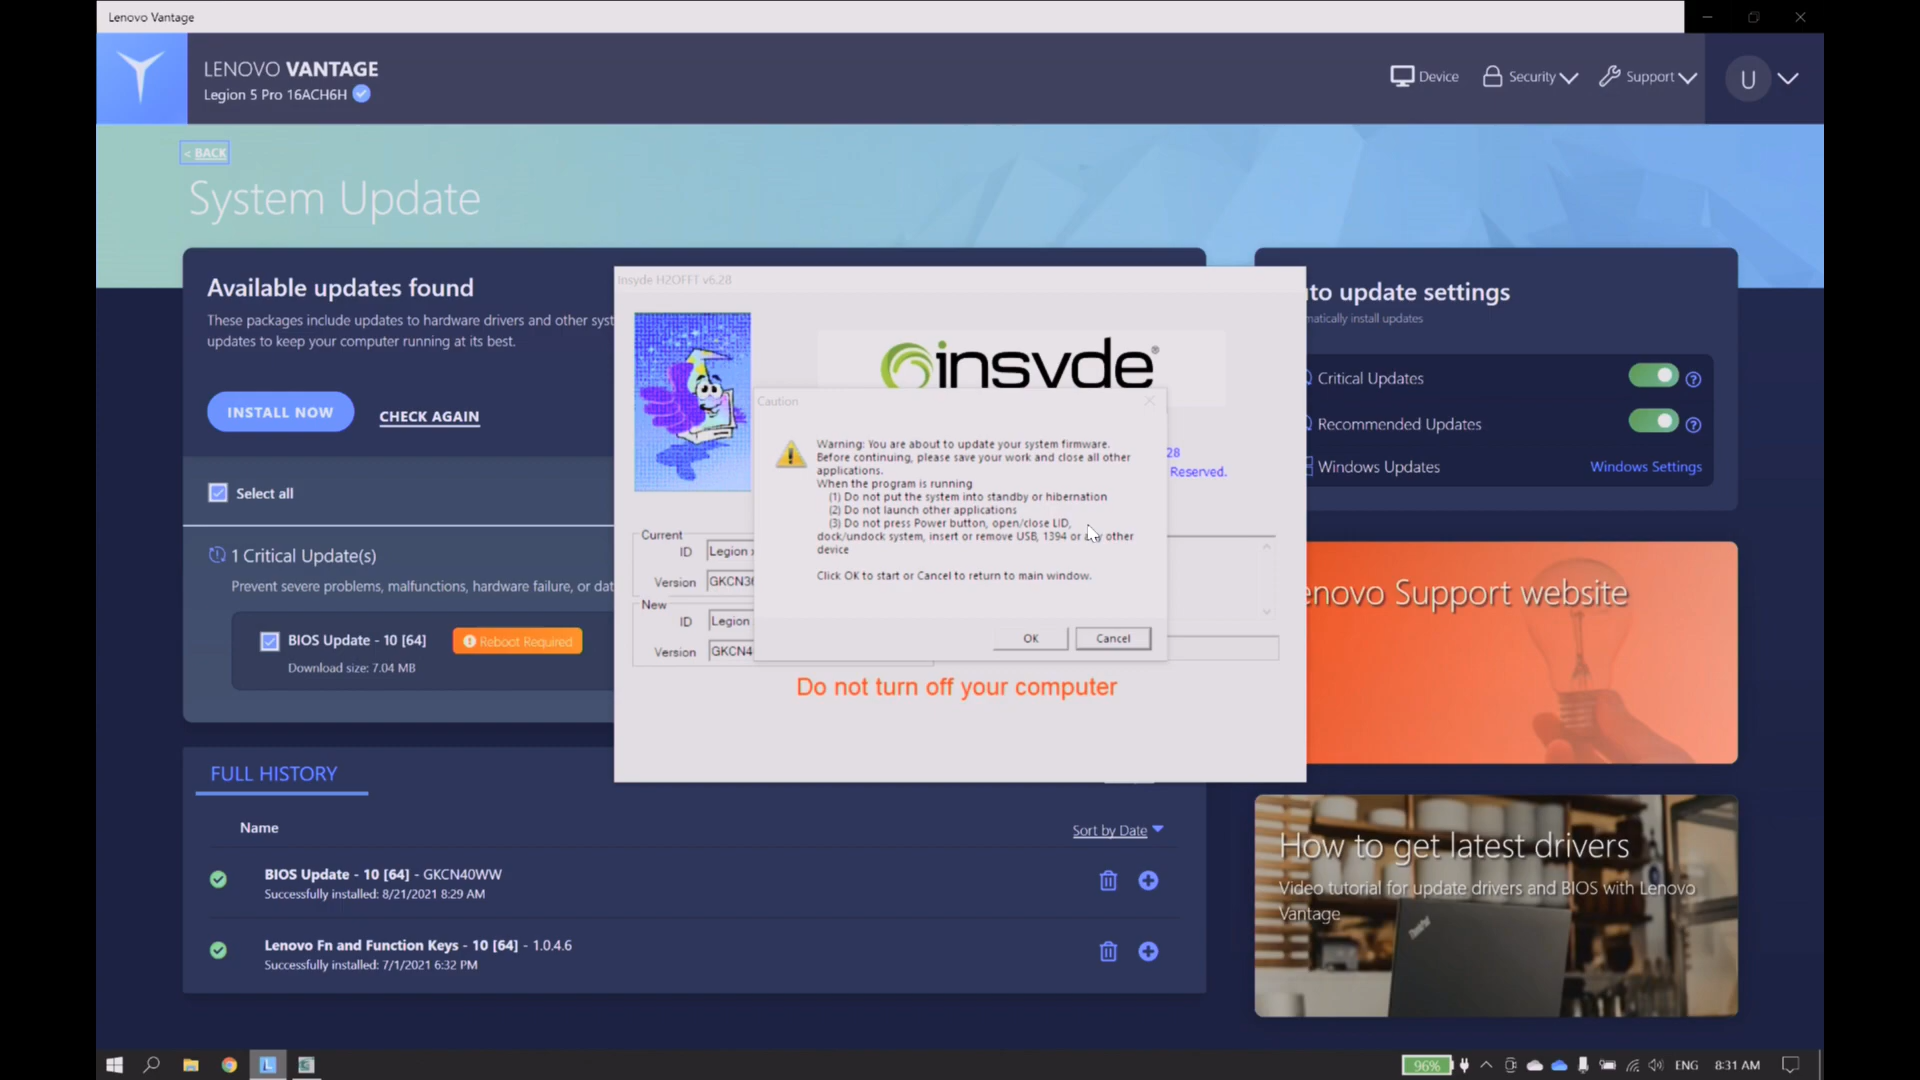 Lenovo Vantage
LENOVO VANTAGE
Legion 5 Pro 16ACH6H
Device
Security
Support
U
< BACK
System Update
Available updates found
These packages include updates to hardware drivers and other syst
updates to keep your computer running at its best.
INSTALL NOW
CHECK AGAIN
Select all
1 Critical Update(s)
Prevent severe problems, malfunctions, hardware failure, or dat
BIOS Update - 10 [64]
Reboot Required
Download size: 7.04 MB
FULL HISTORY
Name
Sort by Date
BIOS Update - 10 [64] - GKCN40WW
Successfully installed: 8/21/2021 8:29 AM
Lenovo Fn and Function Keys - 10 [64] - 1.0.4.6
Successfully installed: 7/1/2021 6:32 PM
Insyde H2OFFT v6.28
insyde®
28
Reserved.
Caution
Warning: You are about to update your system firmware.
Before continuing, please save your work and close all other
applications.
When the program is running
(1) Do not put the system into standby or hibernation
(2) Do not launch other applications
(3) Do not press Power button, open/close LID,
dock/undock system, insert or remove USB, 1394 or any other
device
Click OK to start or Cancel to return to main window.
OK
Cancel
Current
ID Legion
Version GKCN36
New
ID Legion
Version GKCN4
Do not turn off your computer
to update settings
matically install updates
Critical Updates
Recommended Updates
Windows Updates
Windows Settings
enovo Support website
How to get latest drivers
Video tutorial for update drivers and BIOS with Lenovo
Vantage
ThinkPad
96%
ENG
8:31 AM